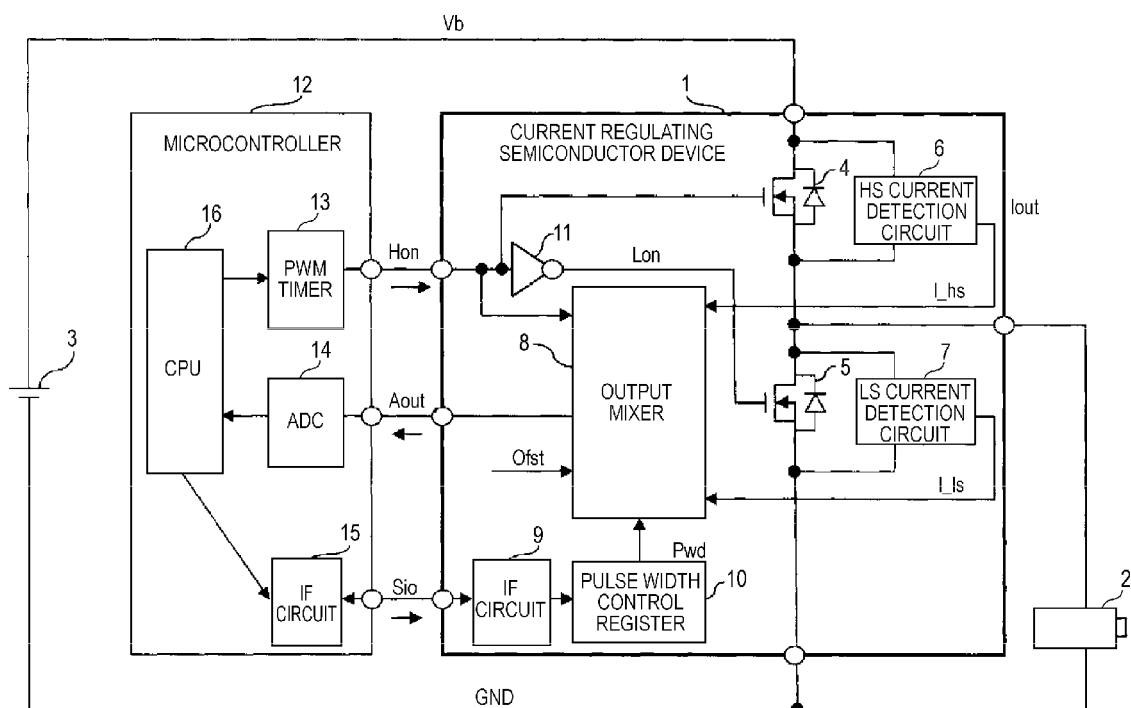 Vb
12
1
MICROCONTROLLER
CURRENT REGULATING
SEMICONDUCTOR DEVICE
4
6
HS CURRENT
DETECTION
CIRCUIT
Iout
16
13
PWM
TIMER
Hon
11
Lon
I_hs
3
CPU
14
ADC
Aout
8
OUTPUT
MIXER
5
7
LS CURRENT
DETECTION
CIRCUIT
Ofst
I_ls
15
IF
CIRCUIT
Sio
9
IF
CIRCUIT
Pwd
PULSE WIDTH
CONTROL
REGISTER
10
2
GND